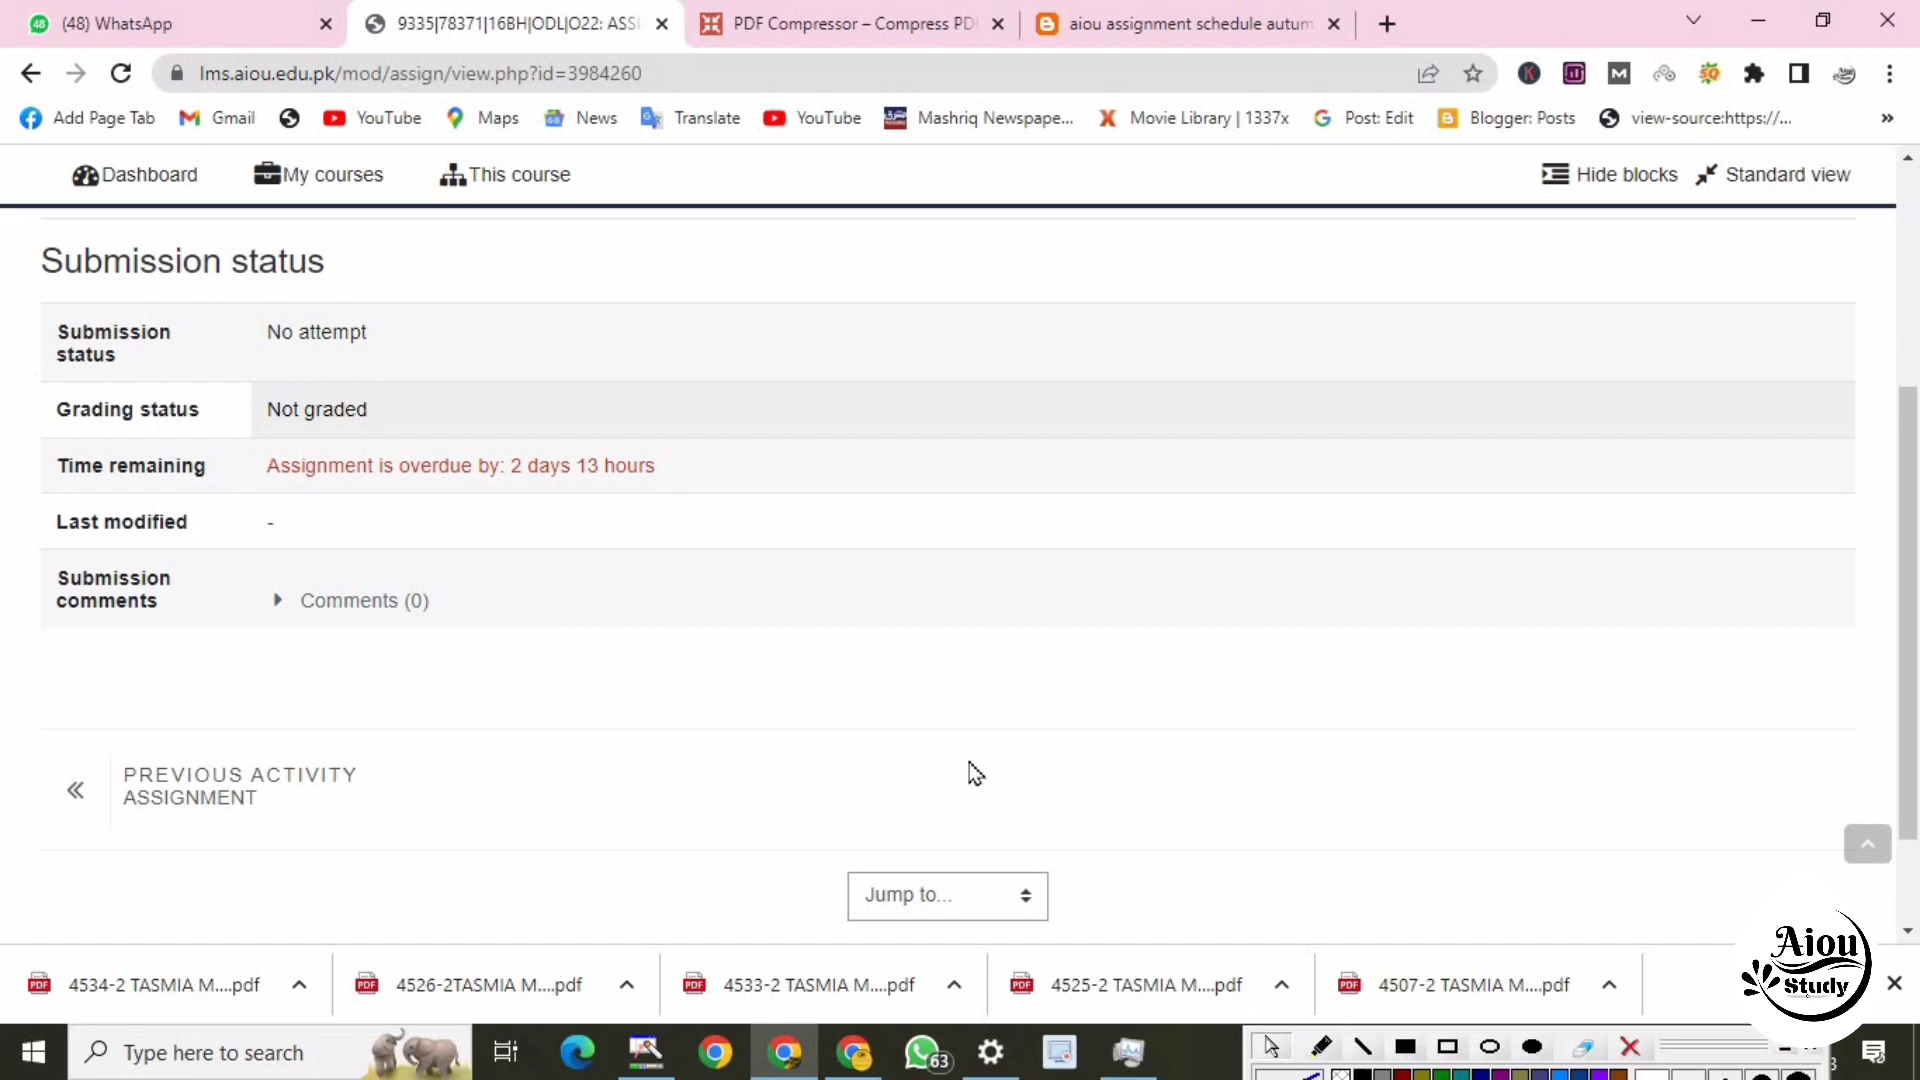 (48) WhatsApp
9335|78371|16BH|ODL|O22: ASSI
PDF Compressor – Compress PD
aiou assignment schedule autum
lms.aiou.edu.pk/mod/assign/view.php?id=3984260
Add Page Tab
Gmail
YouTube
Maps
News
Translate
YouTube
Mashriq Newspape...
Movie Library | 1337x
Post: Edit
Blogger: Posts
view-source:https://...
»
Dashboard
My courses
This course
Hide blocks
Standard view
Submission status
Submission status
No attempt
Grading status
Not graded
Time remaining
Assignment is overdue by: 2 days 13 hours
Last modified
-
Submission comments
Comments (0)
PREVIOUS ACTIVITY
ASSIGNMENT
Jump to...
4534-2 TASMIA M....pdf
4526-2TASMIA M....pdf
4533-2 TASMIA M....pdf
4525-2 TASMIA M....pdf
4507-2 TASMIA M....pdf
Aiou
Study
Type here to search
63